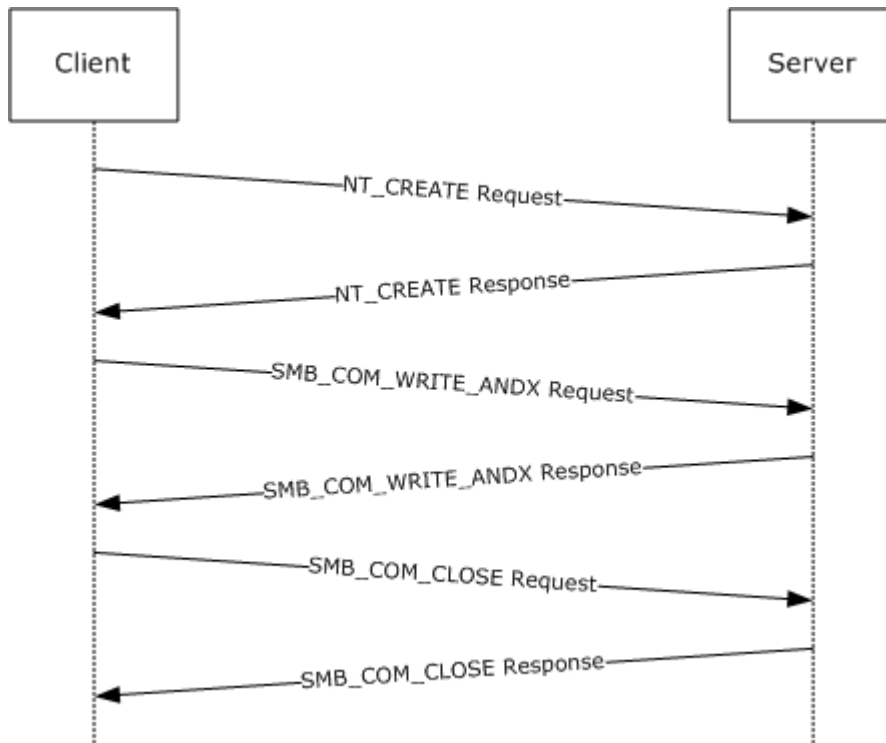 Client
Server
NT_CREATE Request
NT_CREATE Response
SMB_COM_WRITE_ANDX Request
SMB_COM_WRITE_ANDX Response
SMB_COM_CLOSE Request
SMB_COM_CLOSE Response